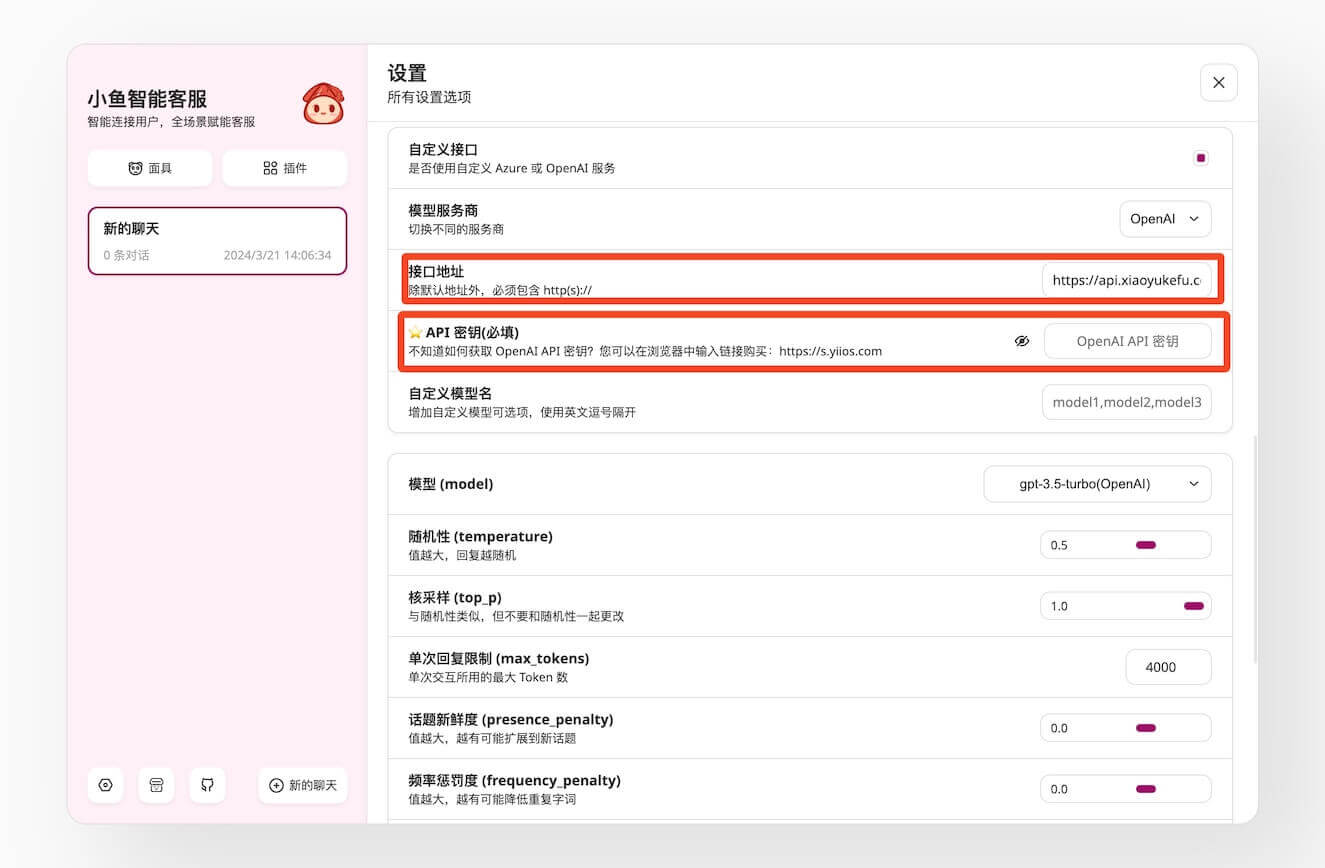 小鱼智能客服
智能连接用户，全场景赋能客服
面具
插件
新的聊天
0 条对话
2024/3/21 14:06:34
新的聊天
设置
所有设置选项
自定义接口
是否使用自定义 Azure 或 OpenAI 服务
模型服务商
切换不同的服务商
OpenAI
接口地址
除默认地址外，必须包含 http(s)://
https://api.xiaoyukefu.c
⭐ API 密钥(必填)
不知道如何获取 OpenAI API 密钥？您可以在浏览器中输入链接购买：https://s.yiios.com
OpenAI API 密钥
自定义模型名
增加自定义模型可选项，使用英文逗号隔开
model1,model2,model3
模型 (model)
gpt-3.5-turbo(OpenAI)
随机性 (temperature)
值越大，回复越随机
0.5
核采样 (top_p)
与随机性类似，但不要和随机性一起更改
1.0
单次回复限制 (max_tokens)
单次交互所用的最大 Token 数
4000
话题新鲜度 (presence_penalty)
值越大，越有可能扩展到新话题
0.0
频率惩罚度 (frequency_penalty)
值越大，越有可能降低重复字词
0.0